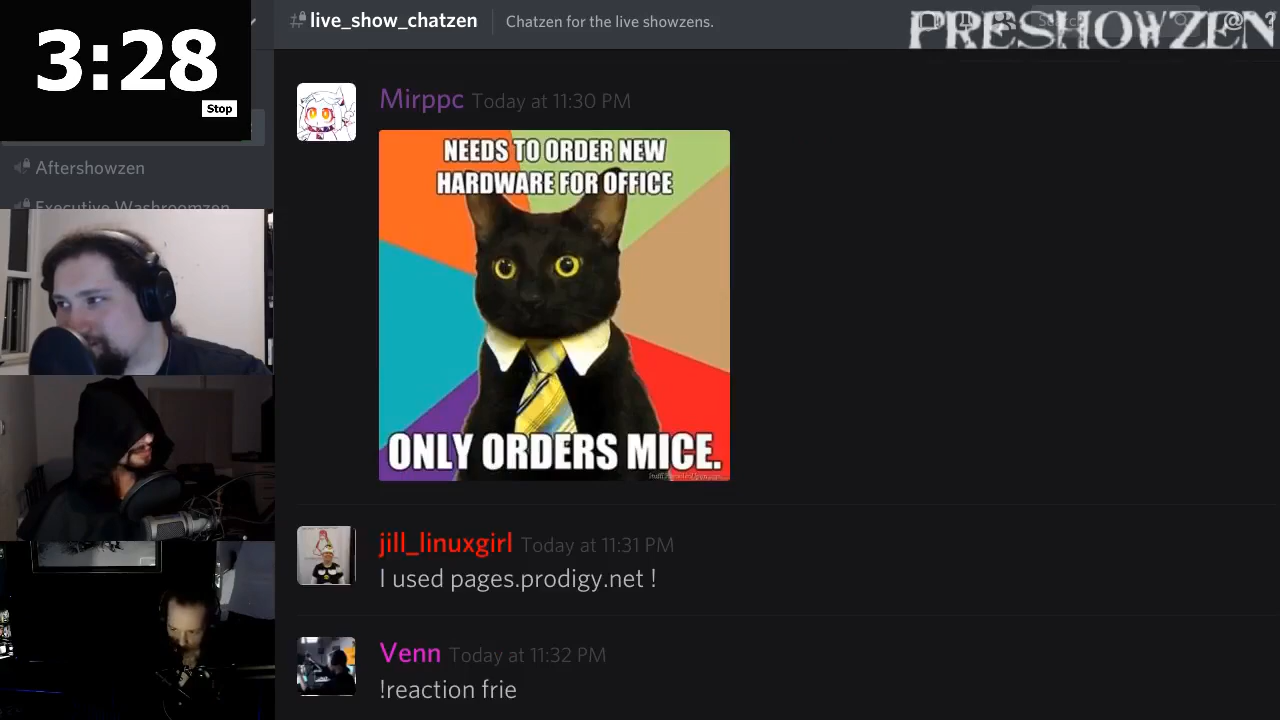 3:28
Stop
live_show_chatzen
Chatzen for the live showzens.
PRESHOWZEN
Aftershowzen
Executive Washroomzen
Mirppc Today at 11:30 PM
NEEDS TO ORDER NEW
HARDWARE FOR OFFICE
ONLY ORDERS MICE.
jill_linuxgirl Today at 11:31 PM
I used pages.prodigy.net !
Venn Today at 11:32 PM
!reaction frie